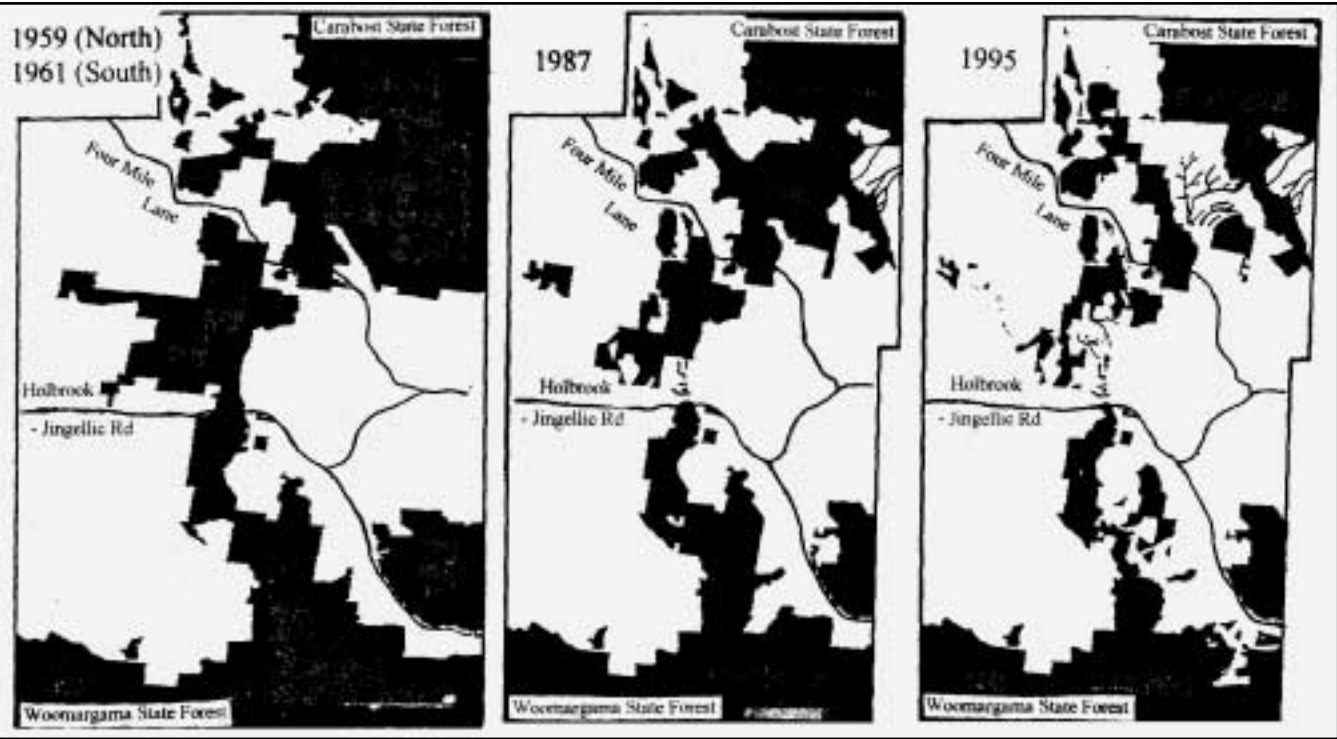 1959 (North)
1961 (South)
Carabost State Forest
Four Mile
Lane
Holbrook
- Jingellic Rd
Woomargama State Forest
1987
Carabost State Forest
Four Mile
Lane
Holbrook
- Jingellic Rd
Woomargama State Forest
1995
Carabost State Forest
Four Mile
Lane
Holbrook
- Jingellic Rd
Woomargama State Forest